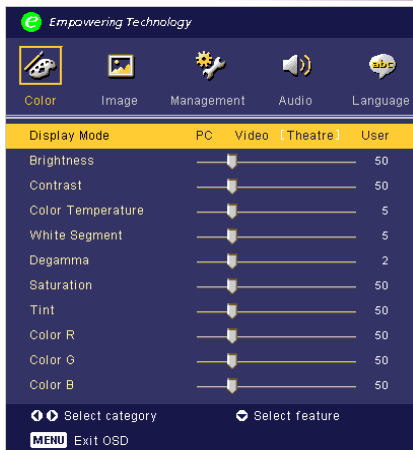 e Empowering Technology
Color Image Management abc Audio Language
Display Mode PC Video [Theatre] User
Brightness 50
Contrast 50
Color Temperature 5
White Segment 5
Degamma 2
Saturation 50
Tint 50
Color R 50
Color G 50
Color B 50
Select category Select feature
MENU Exit OSD